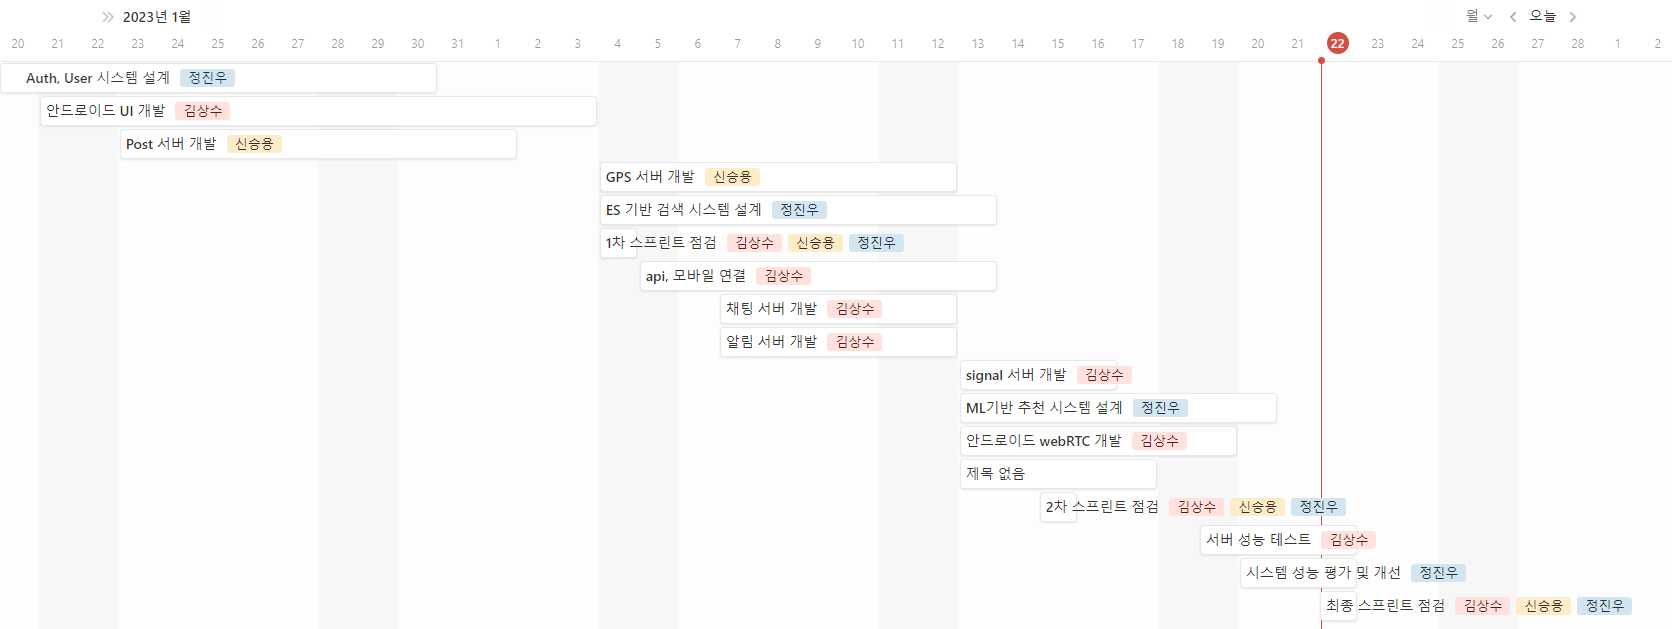 2023년 1월 월 오늘
20 21 22 23 24 25 26 27 28 29 30 31 1 2 3 4 5 6 7 8 9 10 11 12 13 14 15 16 17 18 19 20 21 22 23 24 25 26 27 28 1 2
Auth, User 시스템 설계 정진우
안드로이드 UI 개발 김상수
Post 서버 개발 신승용
GPS 서버 개발 신승용
ES 기반 검색 시스템 설계 정진우
1차 스프린트 점검 김상수 신승용 정진우
api, 모바일 연결 김상수
채팅 서버 개발 김상수
알림 서버 개발 김상수
signal 서버 개발 김상수
ML기반 추천 시스템 설계 정진우
안드로이드 webRTC 개발 김상수
제목 없음
2차 스프린트 점검 김상수 신승용 정진우
서버 성능 테스트 김상수
시스템 성능 평가 및 개선 정진우
최종 스프린트 점검 김상수 신승용 정진우